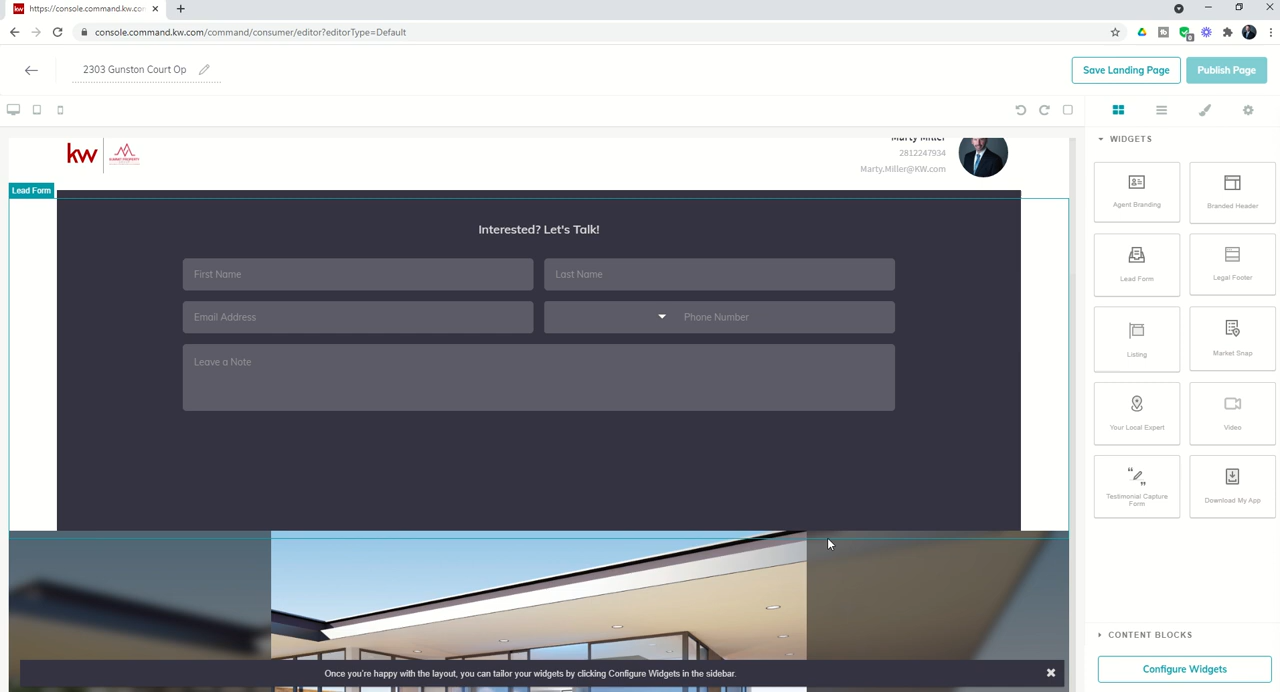 kw https://console.command.kw.co
console.command.kw.com/command/consumer/editor?editorType=Default
2303 Gunston Court Op
Save Landing Page
Publish Page
WIDGETS
kw
Marty Miller
2812247934
Marty.Miller@KW.com
Lead Form
Interested? Let's Talk!
First Name
Last Name
Email Address
Phone Number
Leave a Note
Agent Branding
Branded Header
Lead Form
Legal Footer
Listing
Market Snap
Your Local Expert
Video
Testimonial Capture
Form
Download My App
CONTENT BLOCKS
Configure Widgets
Once you're happy with the layout, you can tailor your widgets by clicking Configure Widgets in the sidebar.